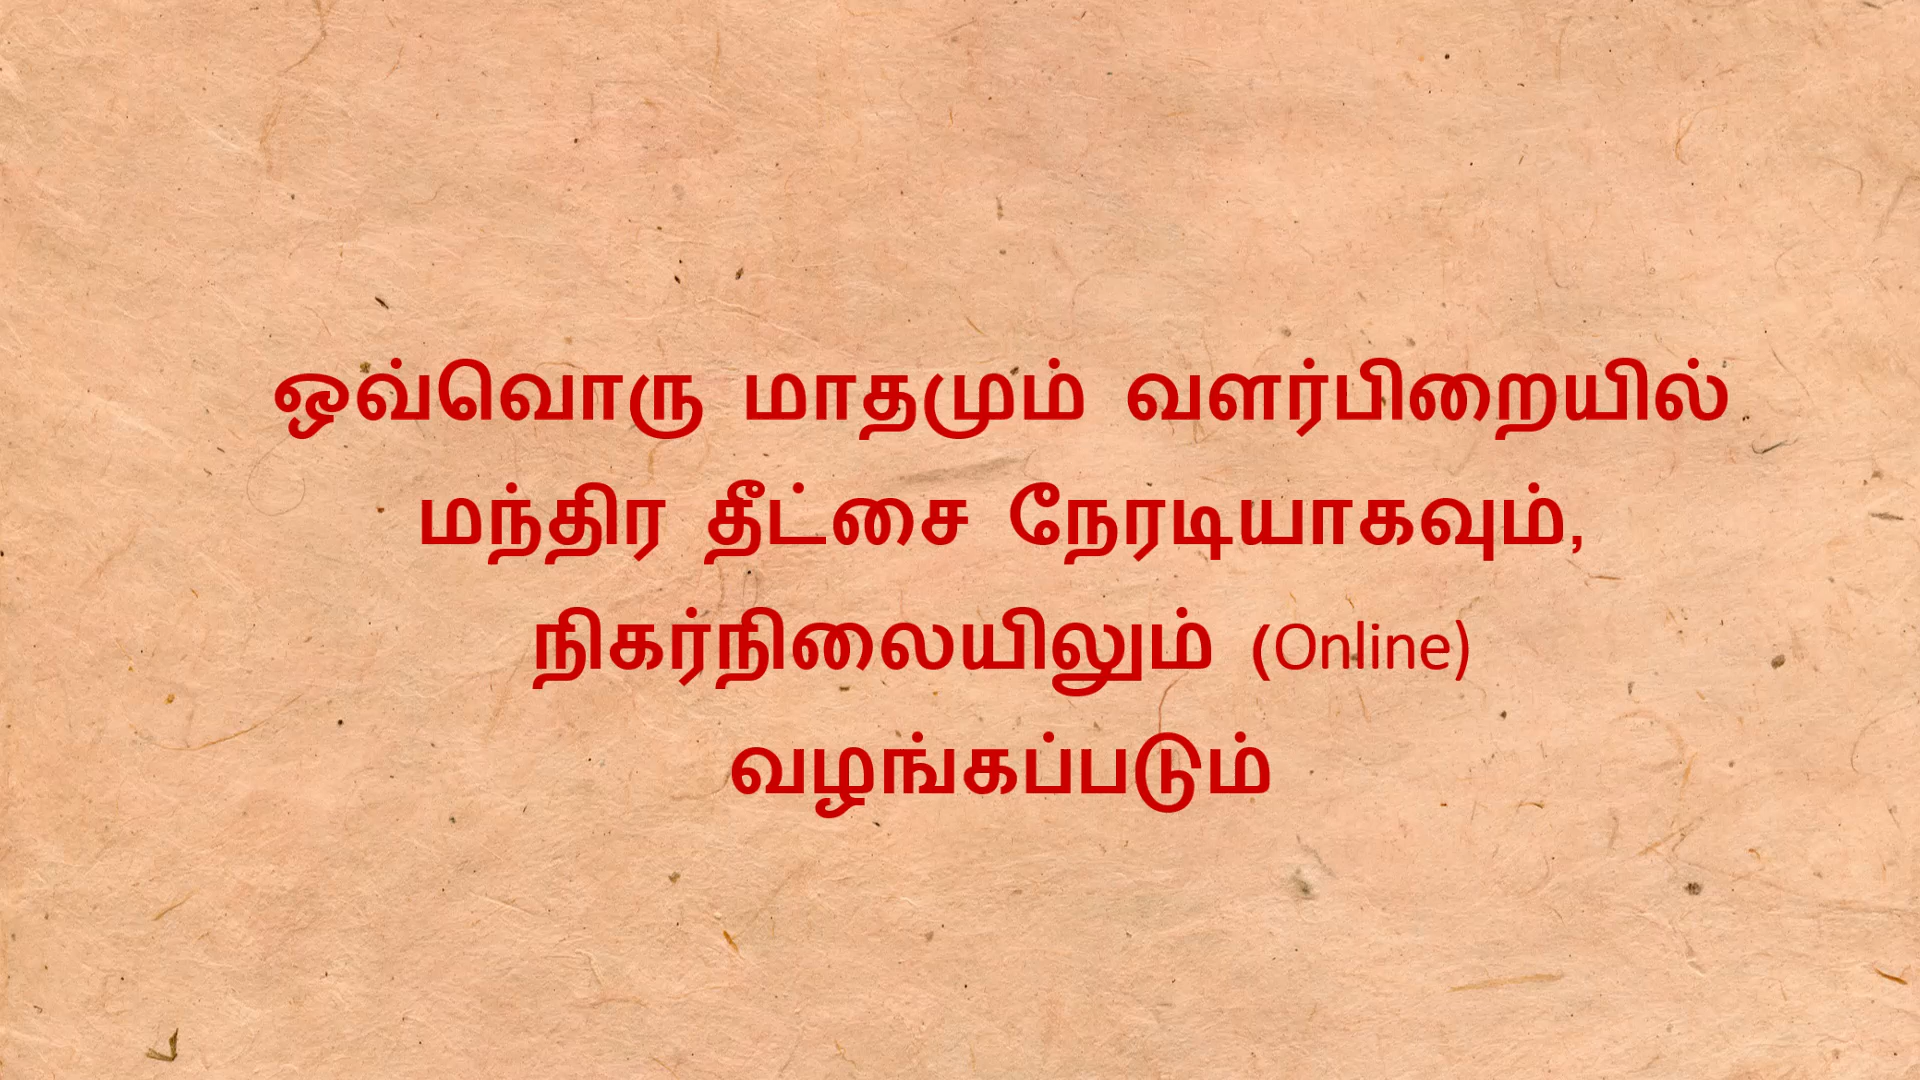 ஒவ்வொரு மாதமும் வளர்பிறையில்
மந்திர தீட்சை நேரடியாகவும்,
நிகர்நிலையிலும் (Online)
வழங்கப்படும்